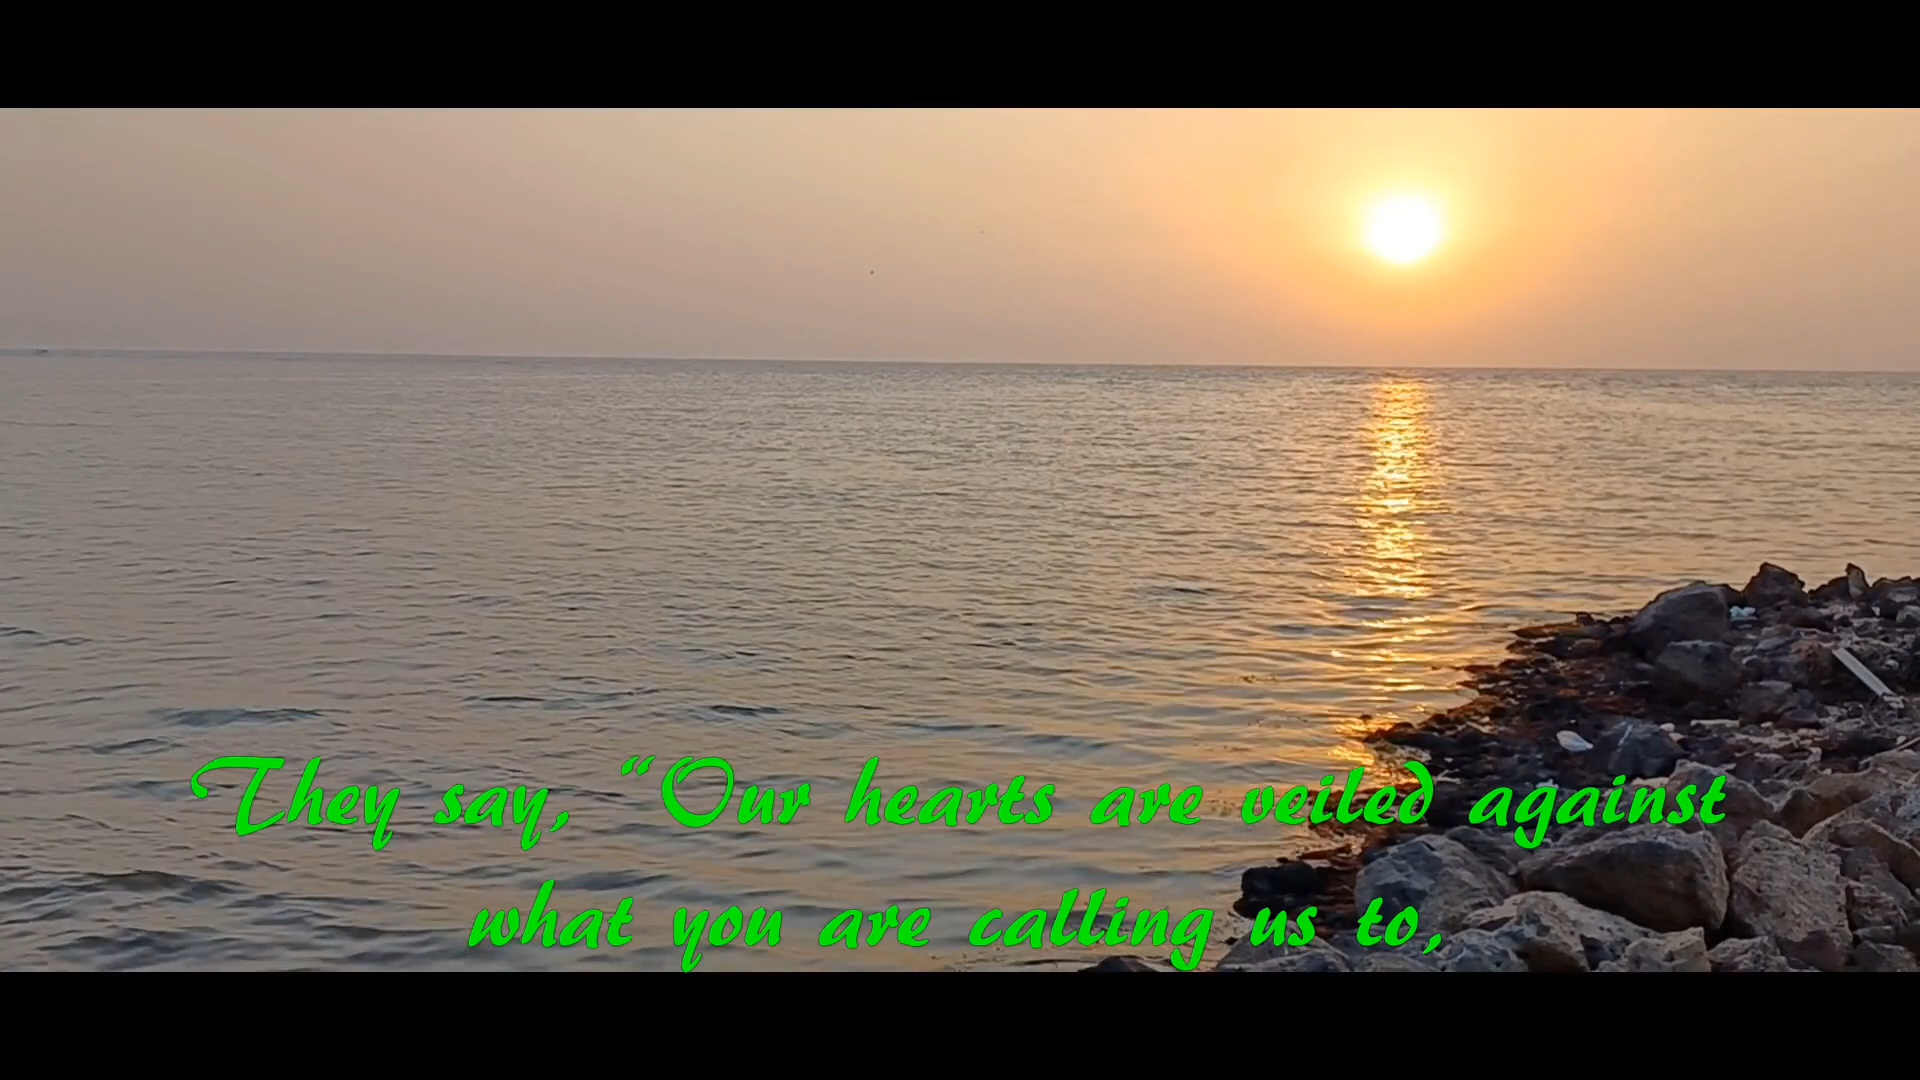 They say, “Our hearts are veiled against
what you are calling us to,